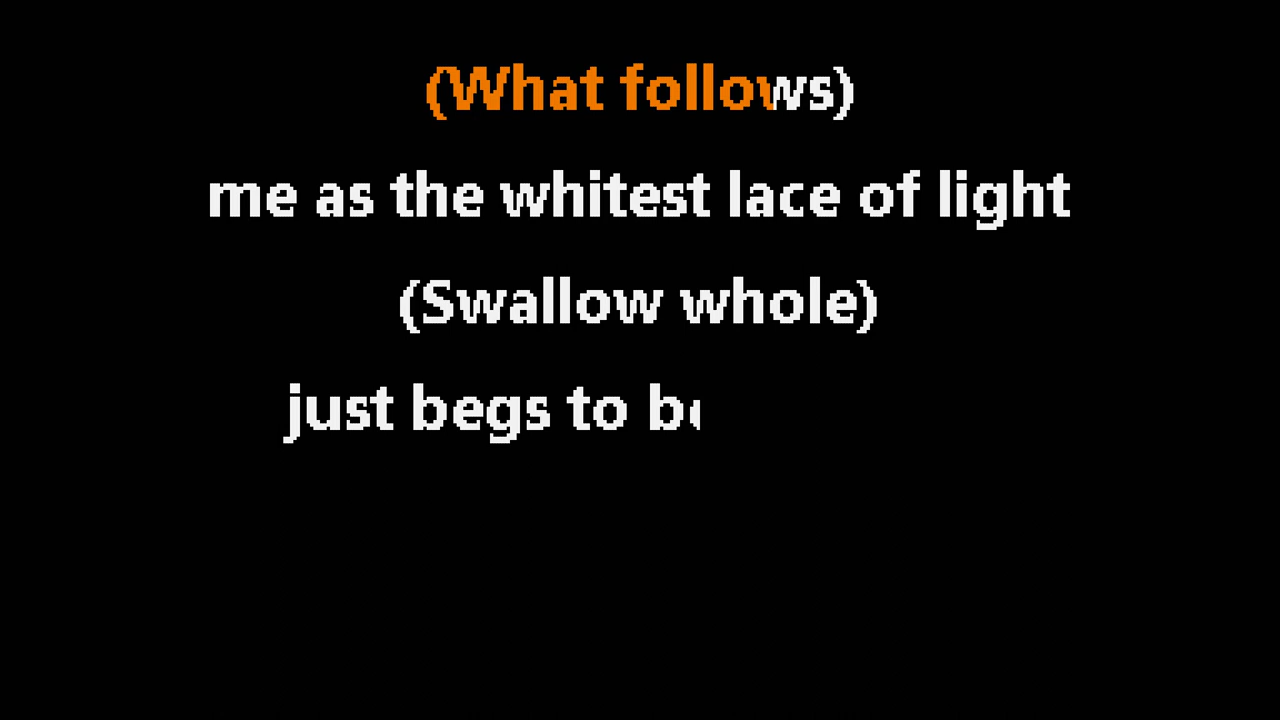 (What follows)
me as the whitest lace of light
(Swallow whole)
just begs to